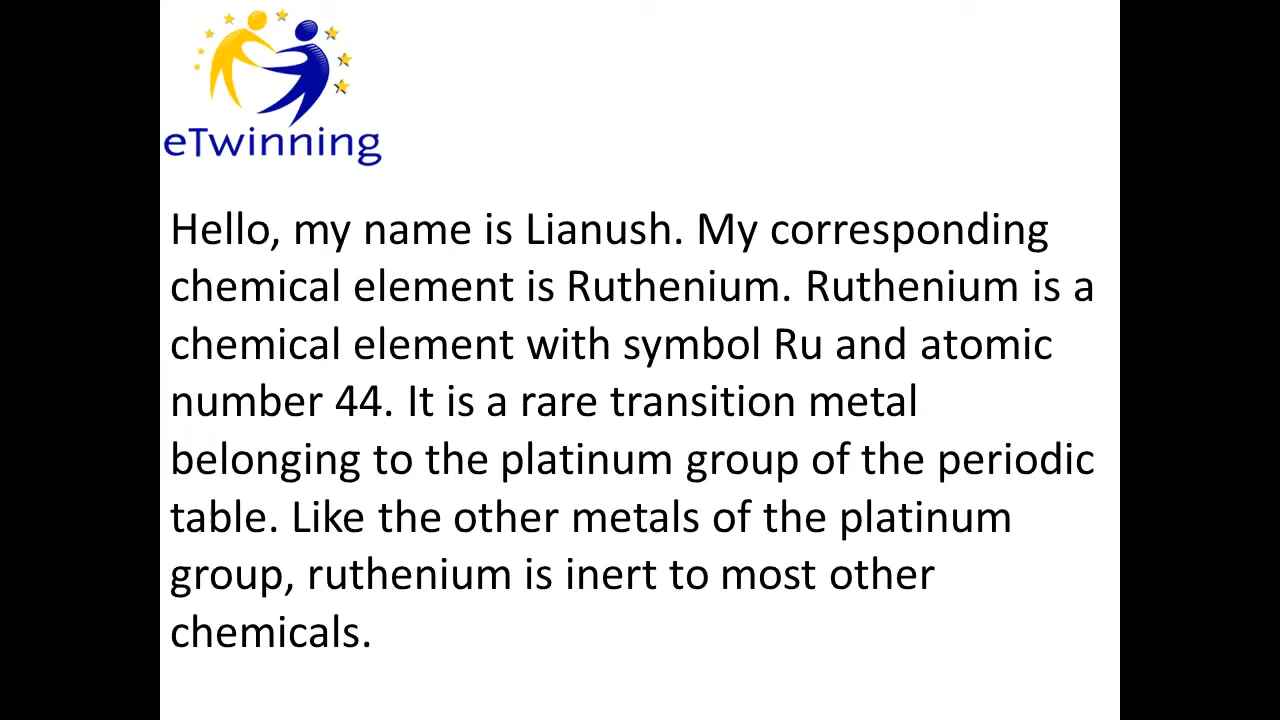 eTwinning
Hello, my name is Lianush. My corresponding
chemical element is Ruthenium. Ruthenium is a
chemical element with symbol Ru and atomic
number 44. It is a rare transition metal
belonging to the platinum group of the periodic
table. Like the other metals of the platinum
group, ruthenium is inert to most other
chemicals.